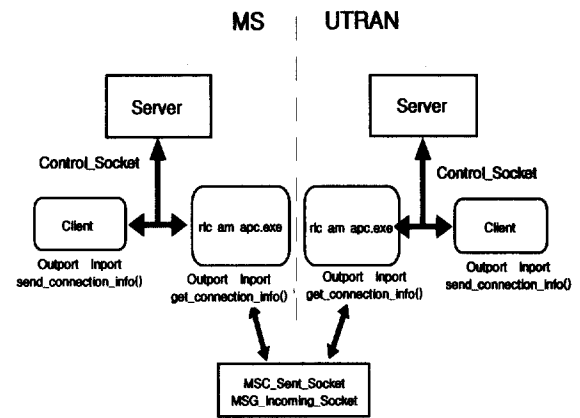 MS UTRAN
Server
Server
Control_Socket
Control_Socket
Client
rlc am apc.exe
rlc am apc.exe
Client
Outport Inport
send_connection_info()
Outport Inport
get_connection_info()
Outport Inport
get_connection_info()
Outport Inport
send_connection_info()
MSC_Sent_Socket
MSG_Incoming_Socket